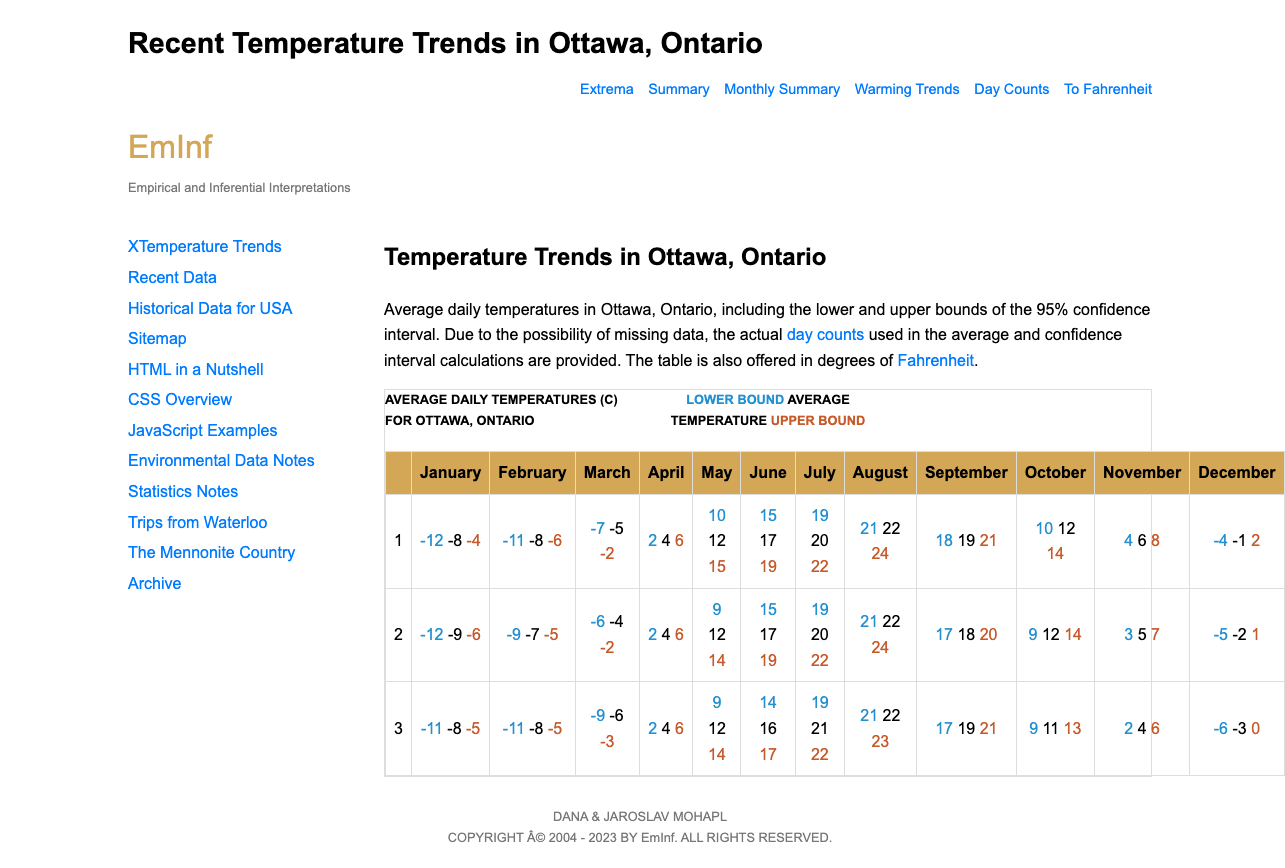 Recent Temperature Trends in Ottawa, Ontario
Extrema Summary Monthly Summary Warming Trends Day Counts To Fahrenheit
EmInf
Empirical and Inferential Interpretations
XTemperature Trends
Recent Data
Historical Data for USA
Sitemap
HTML in a Nutshell
CSS Overview
JavaScript Examples
Environmental Data Notes
Statistics Notes
Trips from Waterloo
The Mennonite Country
Archive
Temperature Trends in Ottawa, Ontario
Average daily temperatures in Ottawa, Ontario, including the lower and upper bounds of the 95% confidence
interval. Due to the possibility of missing data, the actual day counts used in the average and confidence
interval calculations are provided. The table is also offered in degrees of Fahrenheit.
AVERAGE DAILY TEMPERATURES (C) LOWER BOUND AVERAGE
FOR OTTAWA, ONTARIO TEMPERATURE UPPER BOUND
January February March April May June July August September October November December
1 -12 -8 -4 -11 -8 -6 -7 -5 -2 2 4 6 10 12 15 15 17 19 19 20 22 21 22 24 18 19 21 10 12 14 4 6 8 -4 -1 2
2 -12 -9 -6 -9 -7 -5 -6 -4 -2 2 4 6 9 12 14 15 17 19 19 20 22 21 22 24 17 18 20 9 12 14 3 5 7 -5 -2 1
3 -11 -8 -5 -11 -8 -5 -9 -6 -3 2 4 6 9 12 14 14 16 17 19 21 22 21 22 23 17 19 21 9 11 13 2 4 6 -6 -3 0
DANA & JAROSLAV MOHAPL
COPYRIGHT Â© 2004 - 2023 BY EmInf. ALL RIGHTS RESERVED.